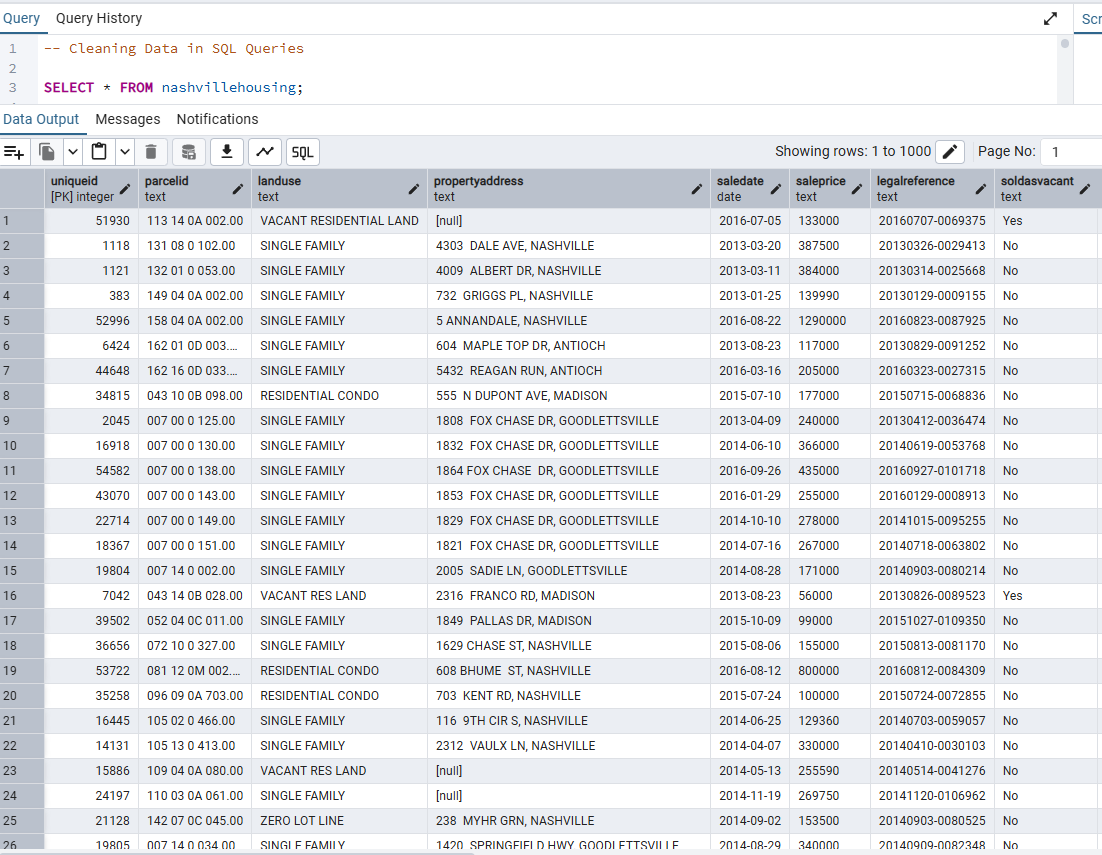 Query Query History Scr
1 -- Cleaning Data in SQL Queries
2
3 SELECT * FROM nashvillehousing;
Data Output Messages Notifications
SQL Showing rows: 1 to 1000 Page No: 1
uniqueid parcelid landuse propertyaddress saledate saleprice legalreference soldasvacant
[PK] integer text text text date text text text
1 51930 113 14 0A 002.00 VACANT RESIDENTIAL LAND [null] 2016-07-05 133000 20160707-0069375 Yes
2 1118 131 08 0 102.00 SINGLE FAMILY 4303  DALE AVE, NASHVILLE 2013-03-20 387500 20130326-0029413 No
3 1121 132 01 0 053.00 SINGLE FAMILY 4009  ALBERT DR, NASHVILLE 2013-03-11 384000 20130314-0025668 No
4 383 149 04 0A 002.00 SINGLE FAMILY 732  GRIGGS PL, NASHVILLE 2013-01-25 139990 20130129-0009155 No
5 52996 158 04 0A 002.00 SINGLE FAMILY 5 ANNANDALE, NASHVILLE 2016-08-22 1290000 20160823-0087925 No
6 6424 162 01 0D 003.... SINGLE FAMILY 604  MAPLE TOP DR, ANTIOCH 2013-08-23 117000 20130829-0091252 No
7 44648 162 16 0D 033.... SINGLE FAMILY 5432  REAGAN RUN, ANTIOCH 2016-03-16 205000 20160323-0027315 No
8 34815 043 10 0B 098.00 RESIDENTIAL CONDO 555  N DUPONT AVE, MADISON 2015-07-10 177000 20150715-0068836 No
9 2045 007 00 0 125.00 SINGLE FAMILY 1808  FOX CHASE DR, GOODLETTSVILLE 2013-04-09 240000 20130412-0036474 No
10 16918 007 00 0 130.00 SINGLE FAMILY 1832  FOX CHASE DR, GOODLETTSVILLE 2014-06-10 366000 20140619-0053768 No
11 54582 007 00 0 138.00 SINGLE FAMILY 1864 FOX CHASE  DR, GOODLETTSVILLE 2016-09-26 435000 20160927-0101718 No
12 43070 007 00 0 143.00 SINGLE FAMILY 1853  FOX CHASE DR, GOODLETTSVILLE 2016-01-29 255000 20160129-0008913 No
13 22714 007 00 0 149.00 SINGLE FAMILY 1829  FOX CHASE DR, GOODLETTSVILLE 2014-10-10 278000 20141015-0095255 No
14 18367 007 00 0 151.00 SINGLE FAMILY 1821  FOX CHASE DR, GOODLETTSVILLE 2014-07-16 267000 20140718-0063802 No
15 19804 007 14 0 002.00 SINGLE FAMILY 2005  SADIE LN, GOODLETTSVILLE 2014-08-28 171000 20140903-0080214 No
16 7042 043 14 0B 028.00 VACANT RES LAND 2316  FRANCO RD, MADISON 2013-08-23 56000 20130826-0089523 Yes
17 39502 052 04 0C 011.00 SINGLE FAMILY 1849  PALLAS DR, MADISON 2015-10-09 99000 20151027-0109350 No
18 36656 072 10 0 327.00 SINGLE FAMILY 1629 CHASE ST, NASHVILLE 2015-08-06 155000 20150813-0081170 No
19 53722 081 12 0M 002.... RESIDENTIAL CONDO 608 BHUME  ST, NASHVILLE 2016-08-12 800000 20160812-0084309 No
20 35258 096 09 0A 703.00 RESIDENTIAL CONDO 703  KENT RD, NASHVILLE 2015-07-24 100000 20150724-0072855 No
21 16445 105 02 0 466.00 SINGLE FAMILY 116  9TH CIR S, NASHVILLE 2014-06-25 129360 20140703-0059057 No
22 14131 105 13 0 413.00 SINGLE FAMILY 2312  VAULX LN, NASHVILLE 2014-04-07 330000 20140410-0030103 No
23 15886 109 04 0A 080.00 VACANT RES LAND [null] 2014-05-13 255590 20140514-0041276 No
24 24197 110 03 0A 061.00 SINGLE FAMILY [null] 2014-11-19 269750 20141120-0106962 No
25 21128 142 07 0C 045.00 ZERO LOT LINE 238  MYHR GRN, NASHVILLE 2014-09-02 153500 20140903-0080525 No
26 19805 007 14 0 034.00 SINGLE FAMILY 1420  SPRINGFIELD HWY, GOODLETTSVILLE 2014-08-29 340000 20140909-0082348 No